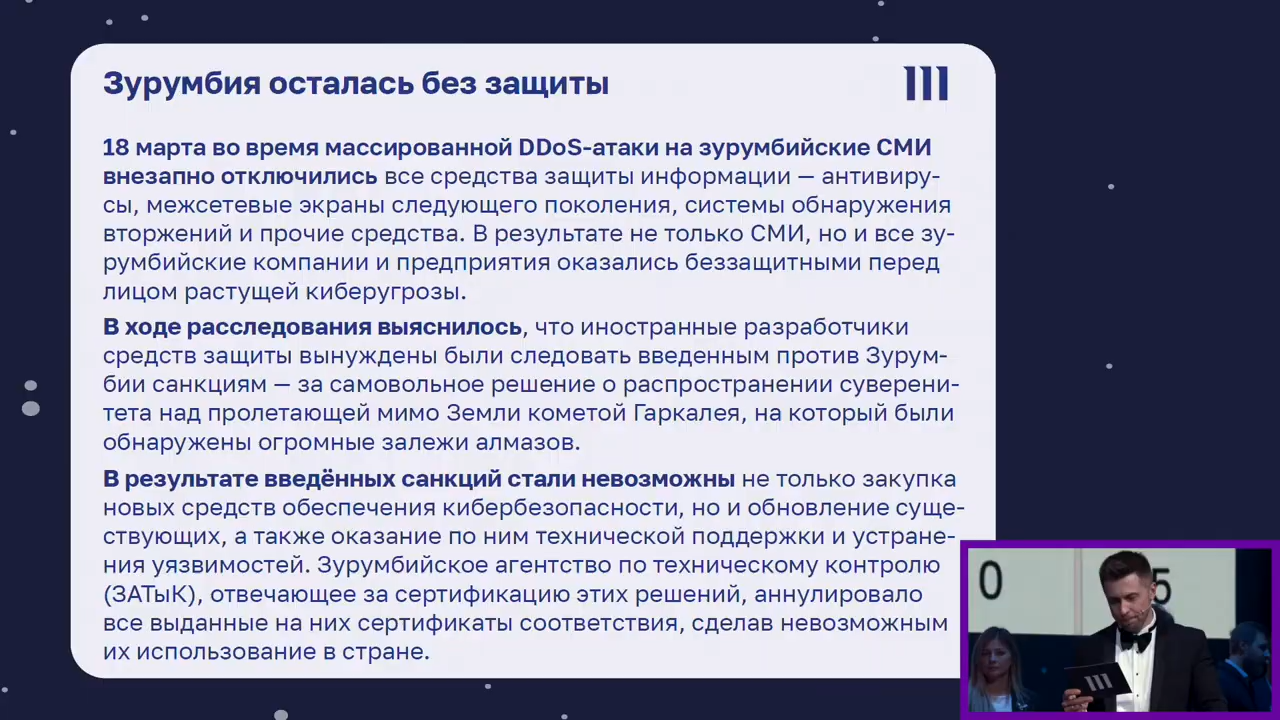 Зурумбия осталась без защиты
18 марта во время массированной DDoS-атаки на зурумбийские СМИ
внезапно отключились все средства защиты информации — антивиру-
сы, межсетевые экраны следующего поколения, системы обнаружения
вторжений и прочие средства. В результате не только СМИ, но и все зу-
румбийские компании и предприятия оказались беззащитными перед
лицом растущей киберугрозы.
В ходе расследования выяснилось, что иностранные разработчики
средств защиты вынуждены были следовать введенным против Зурум-
бии санкциям — за самовольное решение о распространении суверени-
тета над пролетающей мимо Земли кометой Гаркалея, на который были
обнаружены огромные залежи алмазов.
В результате введённых санкций стали невозможны не только закупка
новых средств обеспечения кибербезопасности, но и обновление суще-
ствующих, а также оказание по ним технической поддержки и устране-
ния уязвимостей. Зурумбийское агентство по техническому контролю
(ЗАТыК), отвечающее за сертификацию этих решений, аннулировало
все выданные на них сертификаты соответствия, сделав невозможным
их использование в стране.
0
5